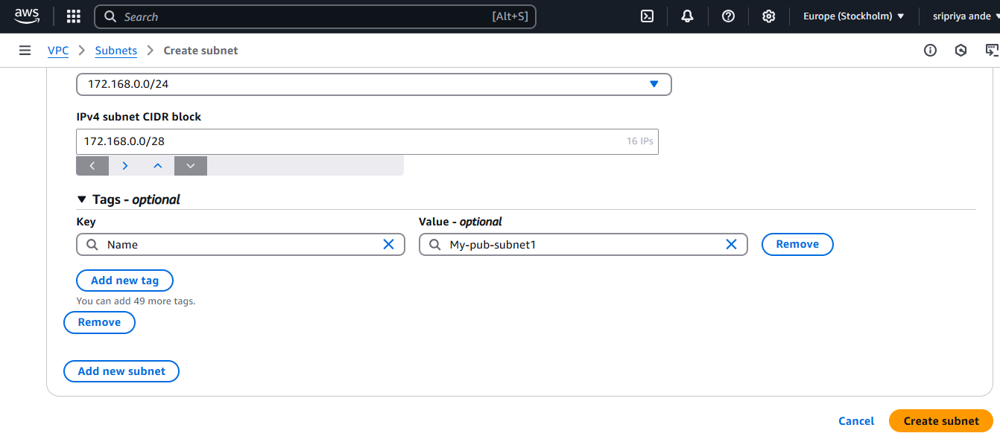 aws Search [Alt+S] Europe (Stockholm) sripriya ande
VPC Subnets Create subnet
172.168.0.0/24
IPv4 subnet CIDR block
172.168.0.0/28 16 IPs
Tags - optional
Key Value - optional
Name My-pub-subnet1 Remove
Add new tag
You can add 49 more tags.
Remove
Add new subnet
Cancel Create subnet